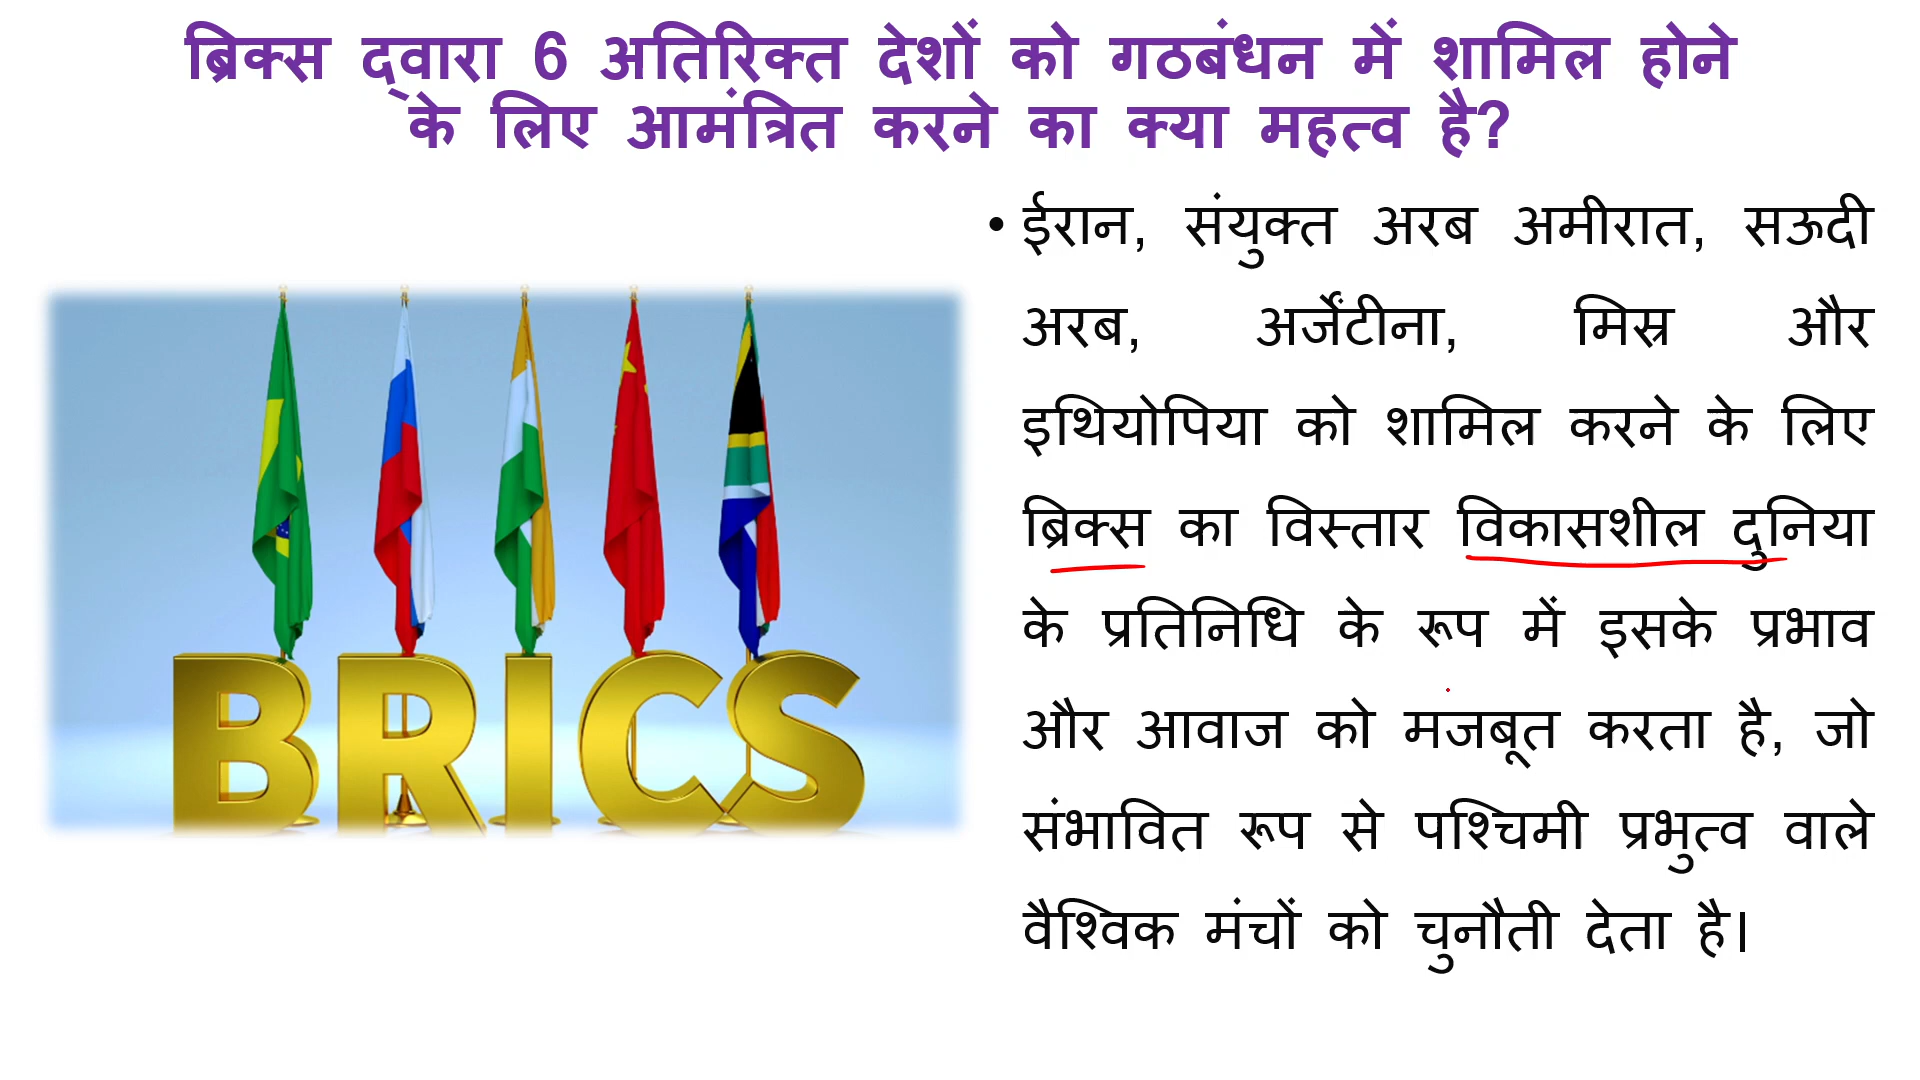 ब्रिक्स द्वारा 6 अतिरिक्त देशों को गठबंधन में शामिल होने
के लिए आमंत्रित करने का क्या महत्व है?
• ईरान, संयुक्त अरब अमीरात, सऊदी
अरब, अर्जेंटीना, मिस्र और
इथियोपिया को शामिल करने के लिए
ब्रिक्स का विस्तार विकासशील दुनिया
के प्रतिनिधि के रूप में इसके प्रभाव
और आवाज को मजबूत करता है, जो
संभावित रूप से पश्चिमी प्रभुत्व वाले
वैश्विक मंचों को चुनौती देता है।
BRICS